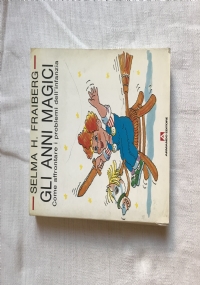 SELMA H. FRAIBERG
GLI ANNI MAGICI
Come affrontare i problemi dell'infanzia